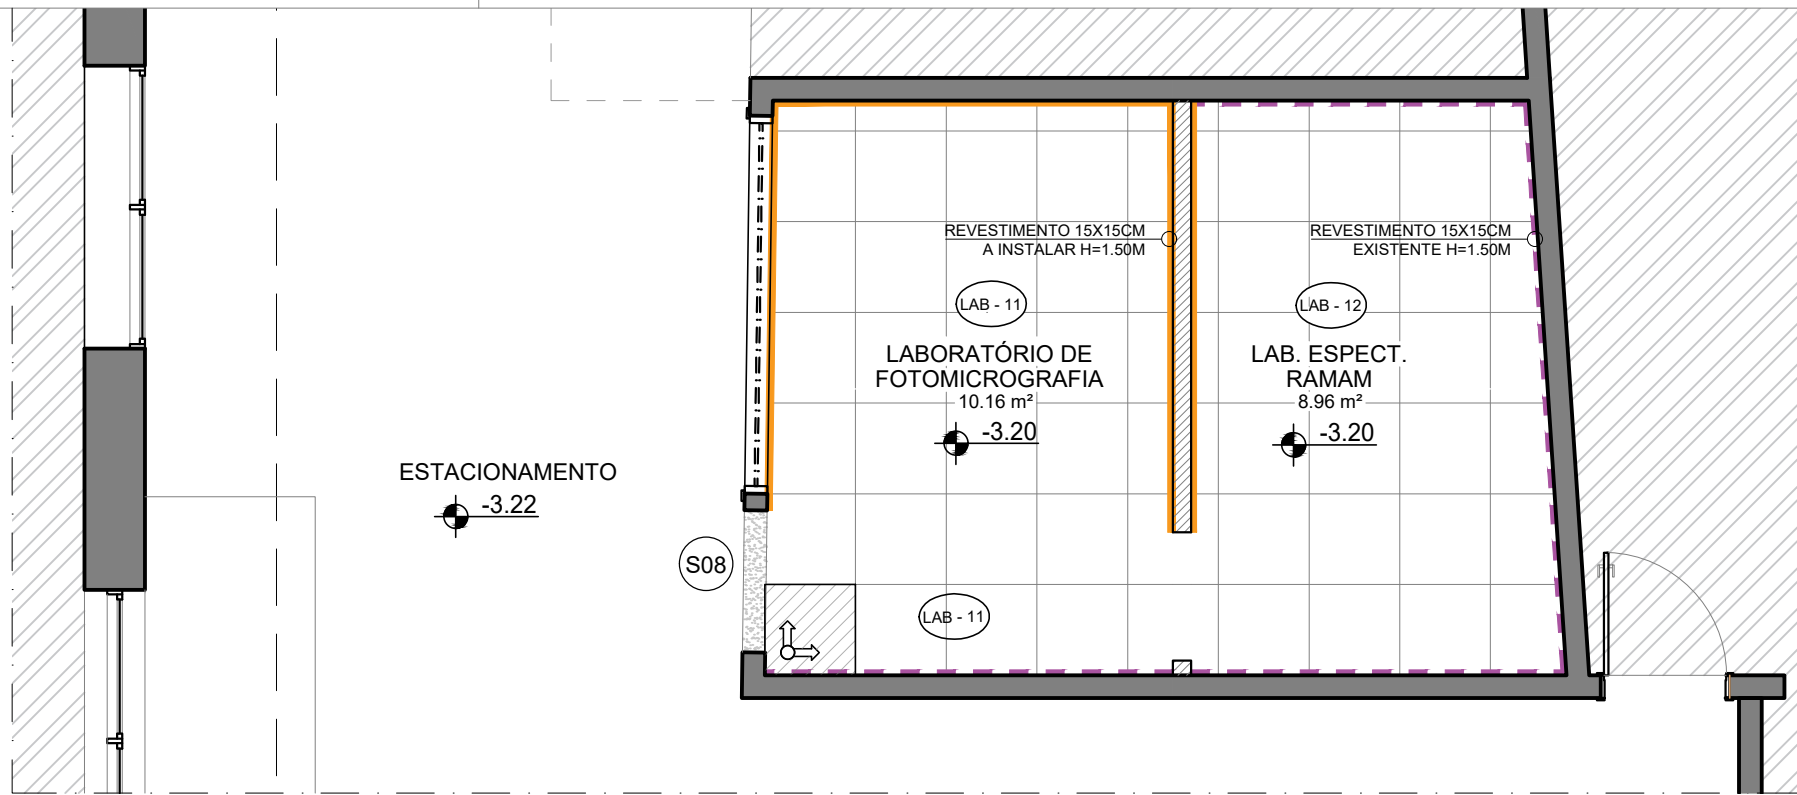 REVESTIMENTO 15X15CM
A INSTALAR H=1.50M
REVESTIMENTO 15X15CM
EXISTENTE H=1.50M
LAB - 11
LAB - 12
LABORATÓRIO DE
FOTOMICROGRAFIA
10.16 m²
-3.20
LAB. ESPECT.
RAMAM
8.96 m²
-3.20
ESTACIONAMENTO
-3.22
S08
LAB - 11